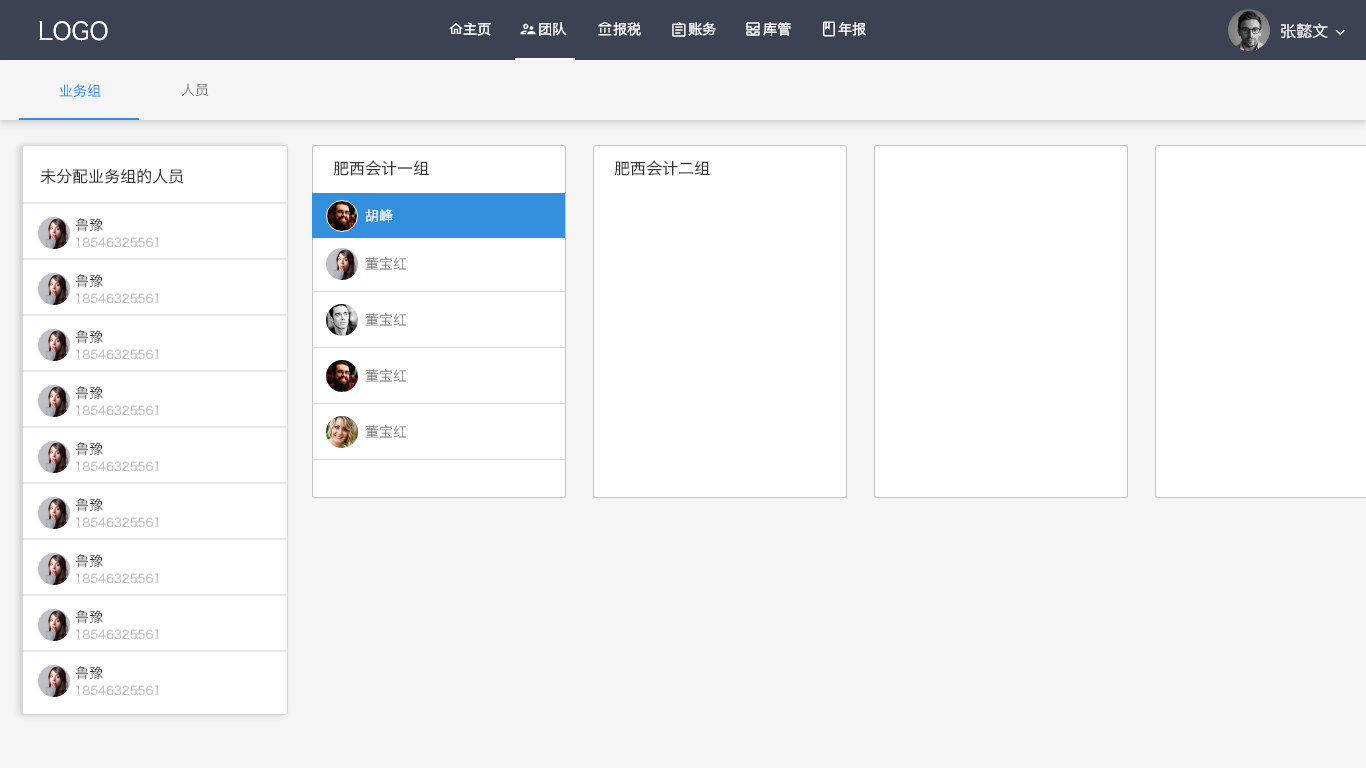 LOGO
主页
团队
报税
账务
库管
年报
张懿文
业务组
人员
未分配业务组的人员
鲁豫
18546325561
鲁豫
18546325561
鲁豫
18546325561
鲁豫
18546325561
鲁豫
18546325561
鲁豫
18546325561
鲁豫
18546325561
鲁豫
18546325561
鲁豫
18546325561
肥西会计一组
胡峰
董宝红
董宝红
董宝红
董宝红
肥西会计二组